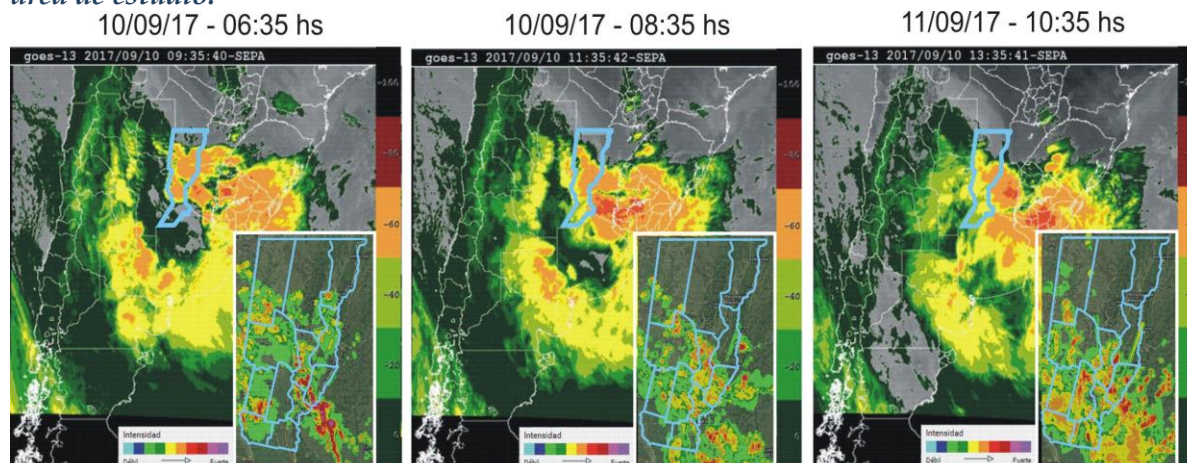 área de estudio.
10/09/17 - 06:35 hs
10/09/17 - 08:35 hs
11/09/17 - 10:35 hs
goes-13 2017/09/10 09:35:40-SEPA
goes-13 2017/09/10 11:35:42-SEPA
goes-13 2017/09/10 13:35:41-SEPA
-100
-80
-60
-40
-20
0
Intensidad
Débil
Fuerte
Intensidad
Débil
Fuerte
Intensidad
Débil
Fuerte